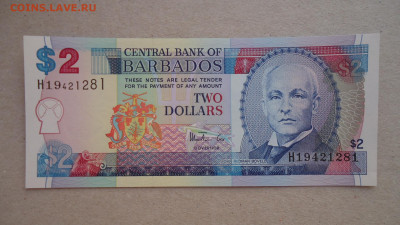 COINS.LAVE.RU
$2
CENTRAL BANK OF
BARBADOS
$2
H19421281
THESE NOTES ARE LEGAL TENDER
FOR THE PAYMENT OF ANY AMOUNT
TWO
DOLLARS
GOVERNOR
$2
$2
H19421281